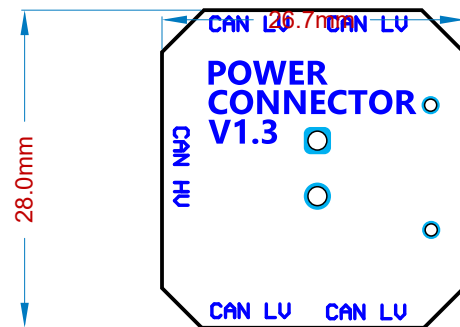 26.7mm
CAN LV CAN LV
POWER
CONNECTOR
V1.3
CAN HV
28.0mm
CAN LV CAN LV